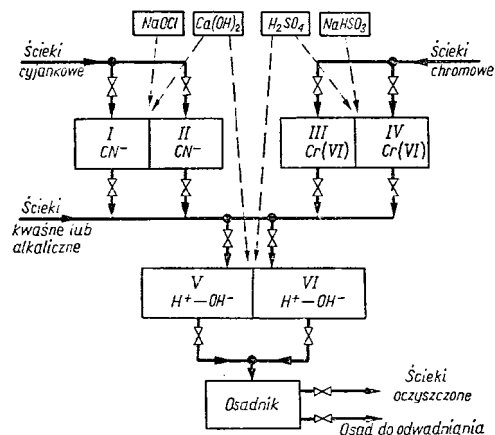 NaOCl
Ca(OH)₂
H₂SO₄
NaHSO₃
Ścieki
cyjankowe
Ścieki
chromowe
I
CN⁻
II
CN⁻
III
Cr(VI)
IV
Cr(VI)
Ścieki
kwaśne lub
alkaliczne
V
H⁺—OH⁻
VI
H⁺—OH⁻
Osadnik
Ścieki
oczyszczone
Osad do odwadniania